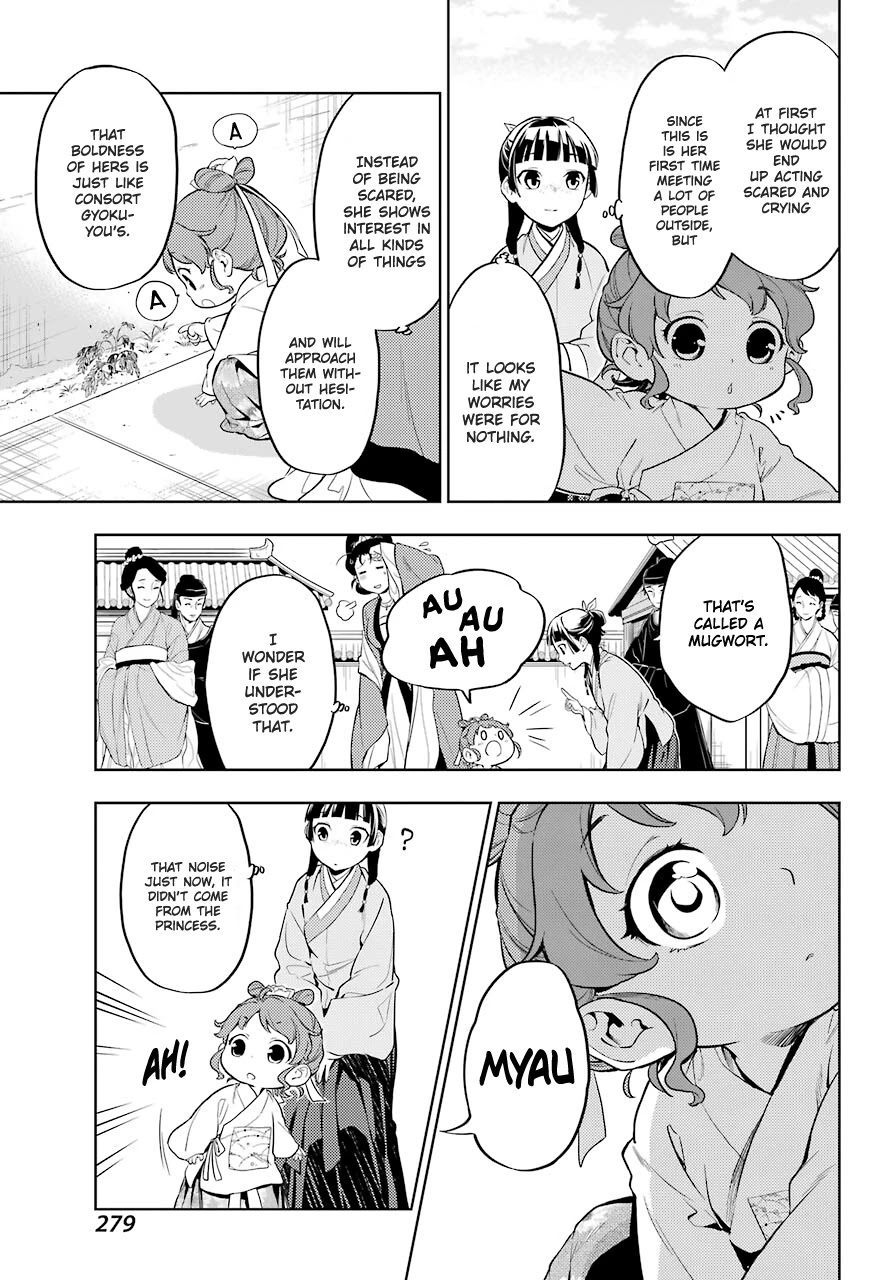 AT FIRST
I THOUGHT
SHE WOULD
END
UP ACTING
SCARED AND
CRYING
SINCE
THIS IS
IS HER
FIRST TIME
MEETING
A LOT OF
PEOPLE
OUTSIDE,
BUT
IT LOOKS
LIKE MY
WORRIES
WERE FOR
NOTHING.
INSTEAD
OF BEING
SCARED,
SHE SHOWS
INTEREST IN
ALL KINDS
OF THINGS
AND WILL
APPROACH
THEM WITH-
OUT HESI-
TATION.
A
A
THAT
BOLDNESS
OF HERS IS
JUST LIKE
CONSORT
GYOKU-
YOU'S.
THAT'S
CALLED A
MUGWORT.
AU
AU
AH
I
WONDER
IF SHE
UNDER-
STOOD
THAT.
MYAU
?
THAT NOISE
JUST NOW, IT
DIDN'T COME
FROM THE
PRINCESS.
AH!
279